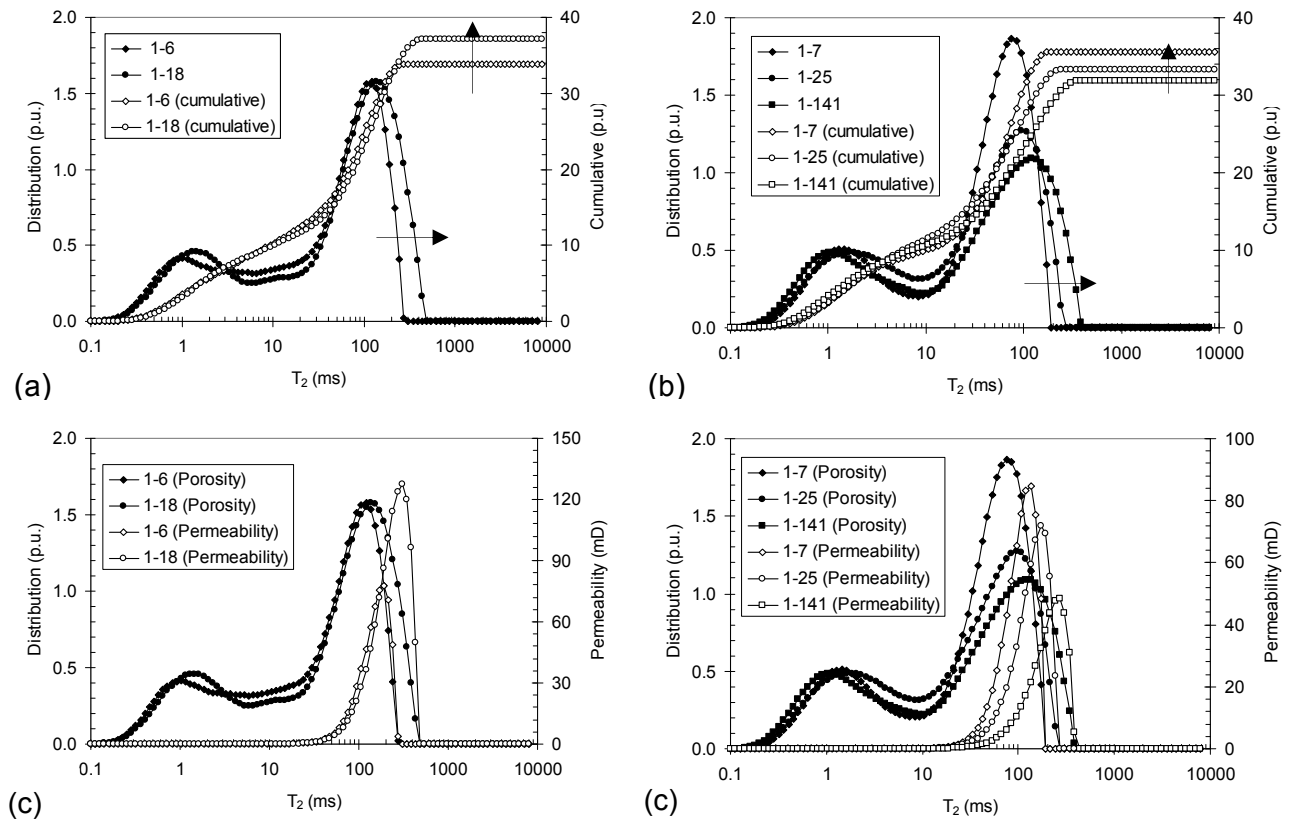 2.0
1.5
1.0
0.5
0.0
Distribution (p.u.)
40
30
20
10
0
Cumulative (p.u)
1-6
1-18
1-6 (cumulative)
1-18 (cumulative)
0.1 1 10 100 1000 10000
T2 (ms)
(a)
2.0
1.5
1.0
0.5
0.0
Distribution (p.u.)
40
30
20
10
0
Cumulative (p.u)
1-7
1-25
1-141
1-7 (cumulative)
1-25 (cumulative)
1-141 (cumulative)
0.1 1 10 100 1000 10000
T2 (ms)
(b)
2.0
1.5
1.0
0.5
0.0
Distribution (p.u.)
150
120
90
60
30
0
Permeability (mD)
1-6 (Porosity)
1-18 (Porosity)
1-6 (Permeability)
1-18 (Permeability)
0.1 1 10 100 1000 10000
T2 (ms)
(c)
2.0
1.5
1.0
0.5
0.0
Distribution (p.u.)
100
80
60
40
20
0
Permeability (mD)
1-7 (Porosity)
1-25 (Porosity)
1-141 (Porosity)
1-7 (Permeability)
1-25 (Permeability)
1-141 (Permeability)
0.1 1 10 100 1000 10000
T2 (ms)
(c)